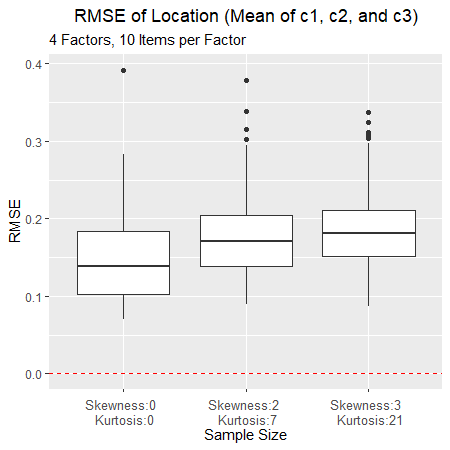 RMSE of Location (Mean of c1, c2, and c3)
4 Factors, 10 Items per Factor
0.4
0.3
0.2
0.1
0.0
RMSE
Skewness:0 Skewness:2 Skewness:3
Kurtosis:0 Kurtosis:7 Kurtosis:21
Sample Size